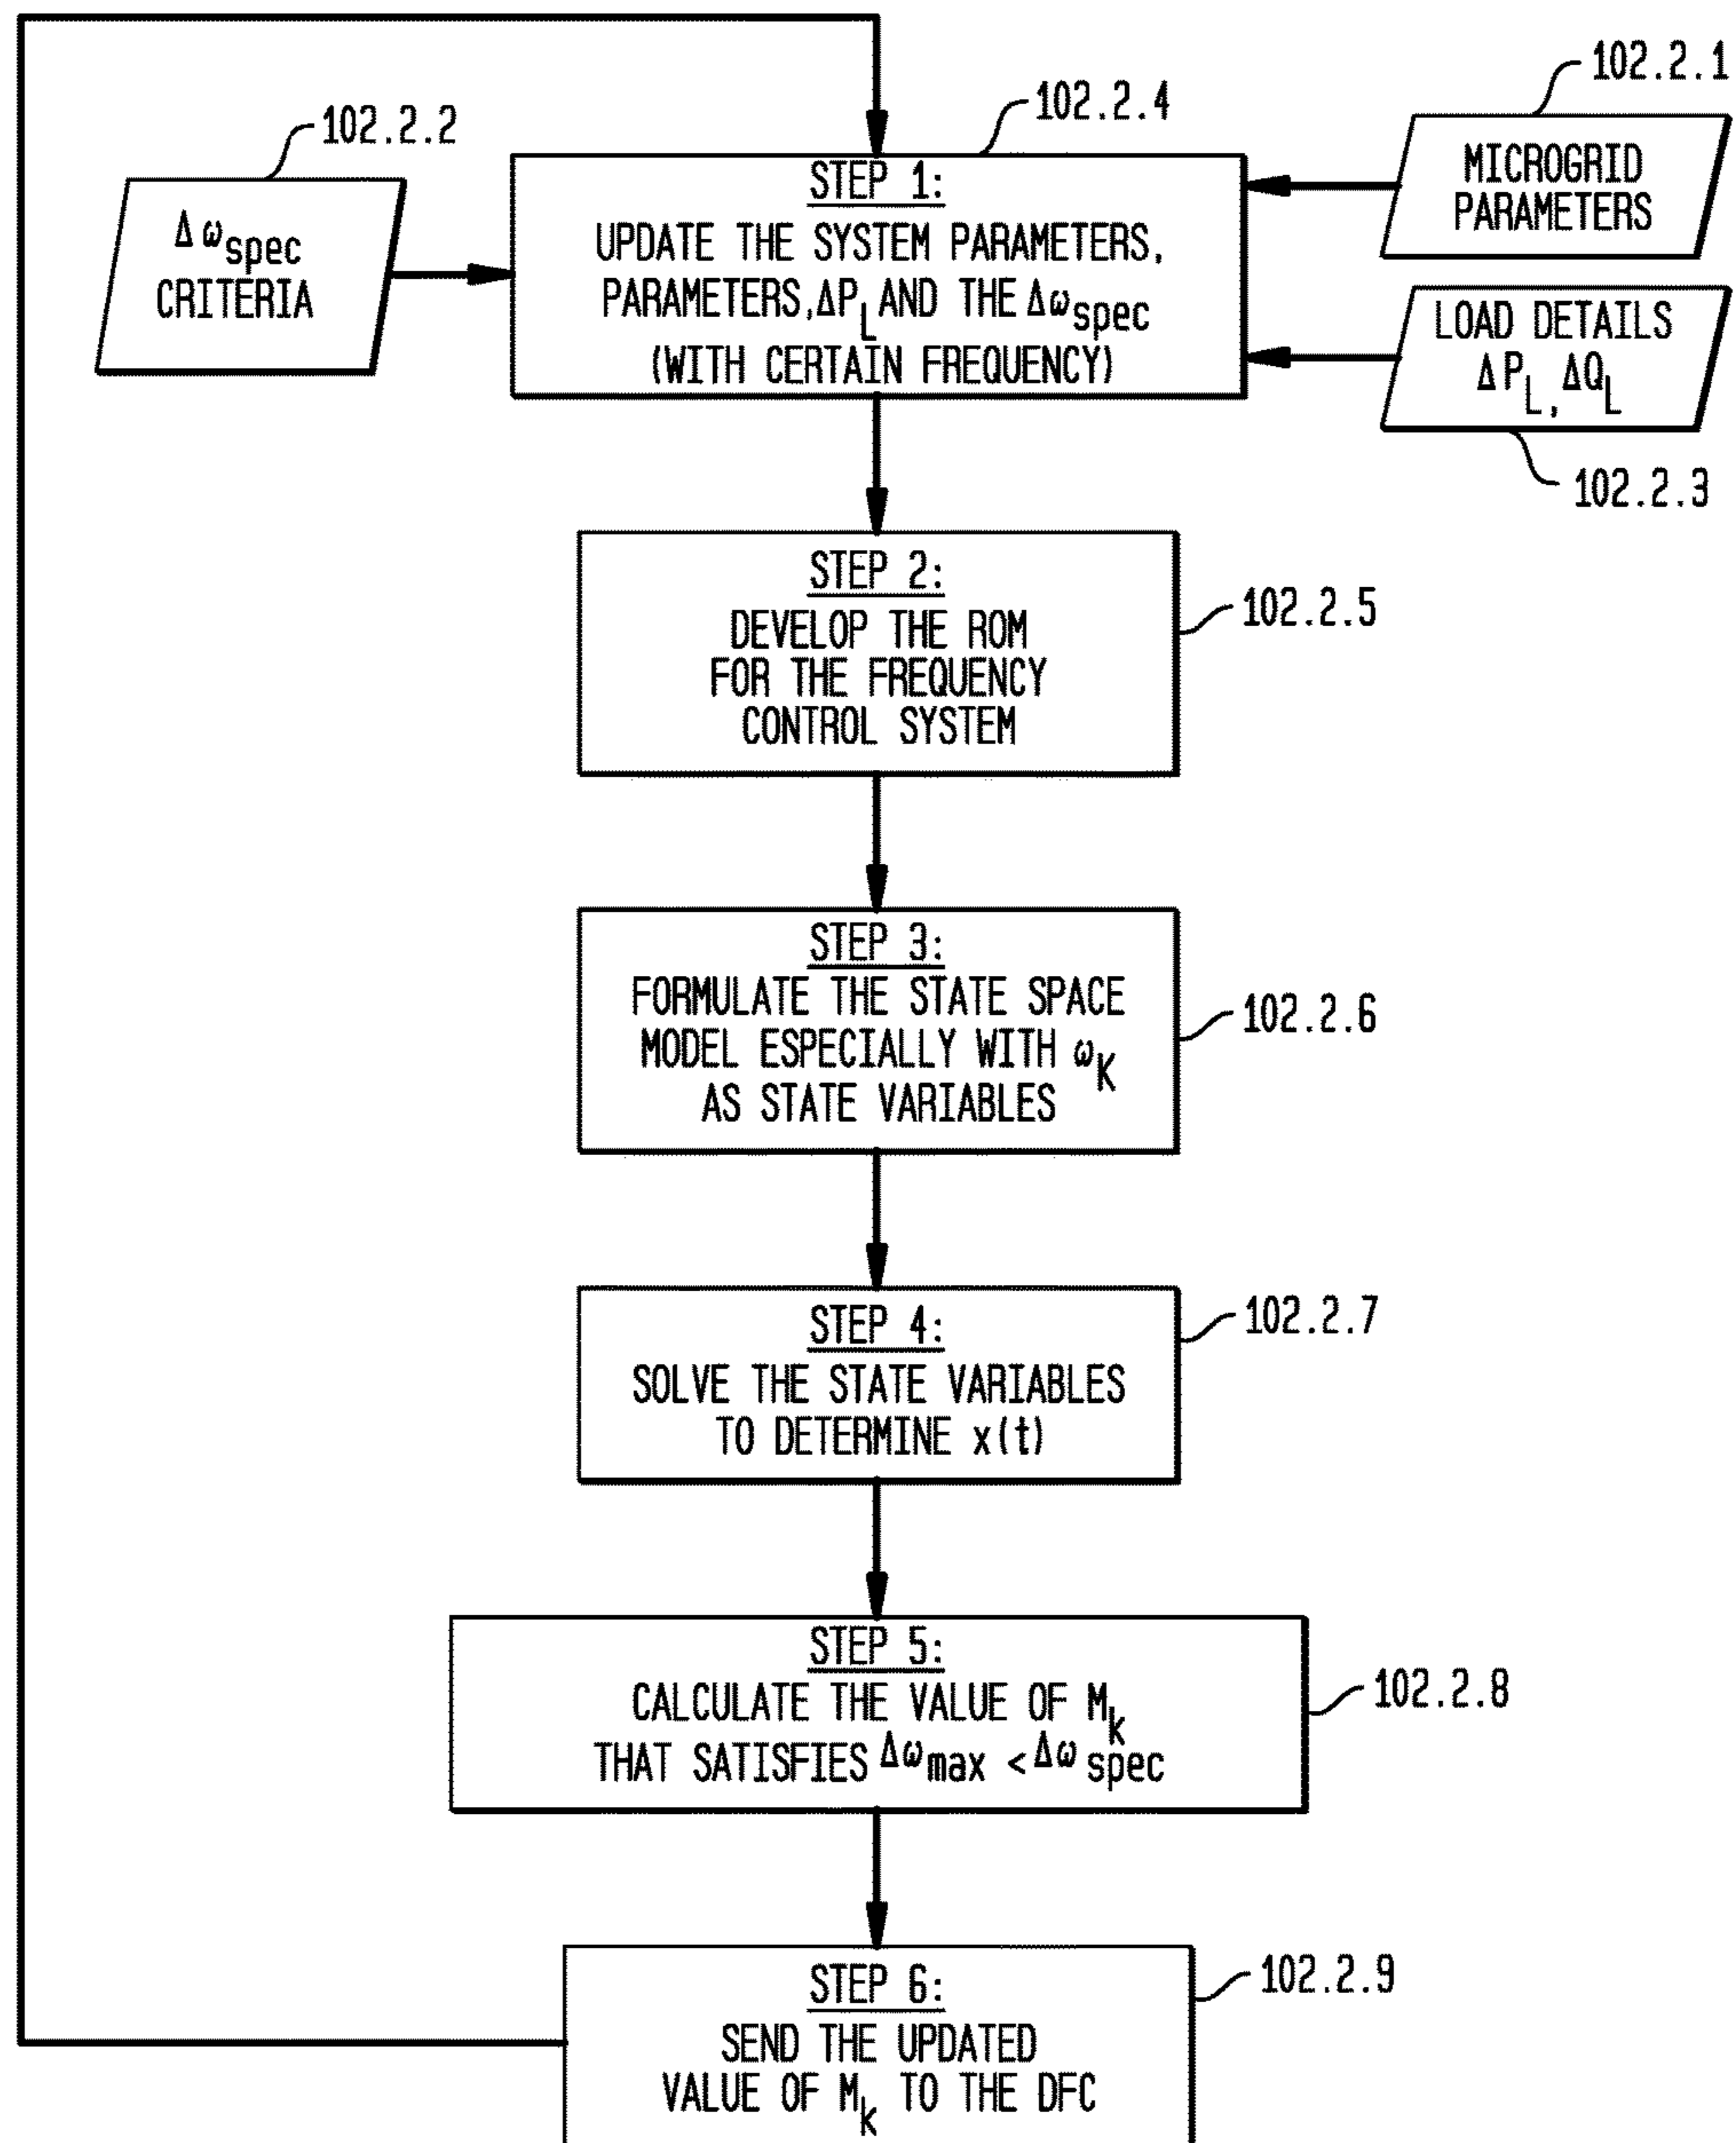 102.2.1
102.2.4
102.2.2
MICROGRID
PARAMETERS
Δω_spec
CRITERIA
STEP 1:
UPDATE THE SYSTEM PARAMETERS,
PARAMETERS, ΔP_L AND THE Δω_spec
(WITH CERTAIN FREQUENCY)
LOAD DETAILS
ΔP_L, ΔQ_L
102.2.3
STEP 2:
DEVELOP THE ROM
FOR THE FREQUENCY
CONTROL SYSTEM
102.2.5
STEP 3:
FORMULATE THE STATE SPACE
MODEL ESPECIALLY WITH ω_K
AS STATE VARIABLES
102.2.6
STEP 4:
SOLVE THE STATE VARIABLES
TO DETERMINE x(t)
102.2.7
STEP 5:
CALCULATE THE VALUE OF M_k
THAT SATISFIES Δω_max < Δω_spec
102.2.8
STEP 6:
SEND THE UPDATED
VALUE OF M_k TO THE DFC
102.2.9